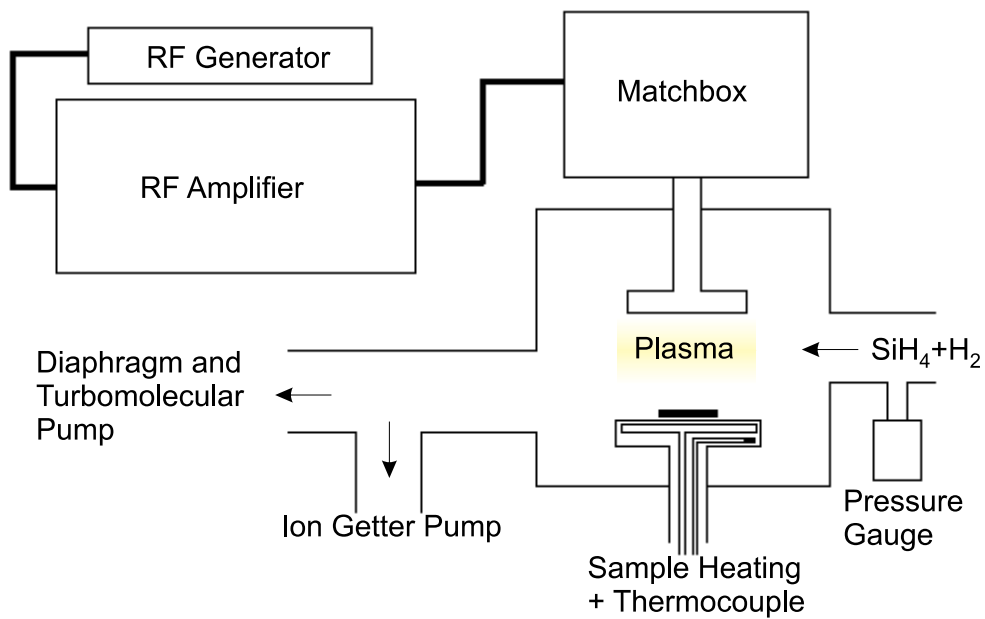 RF Generator
RF Amplifier
Matchbox
Plasma
SiH₄+H₂
Diaphragm and
Turbomolecular
Pump
Ion Getter Pump
Pressure
Gauge
Sample Heating
+ Thermocouple